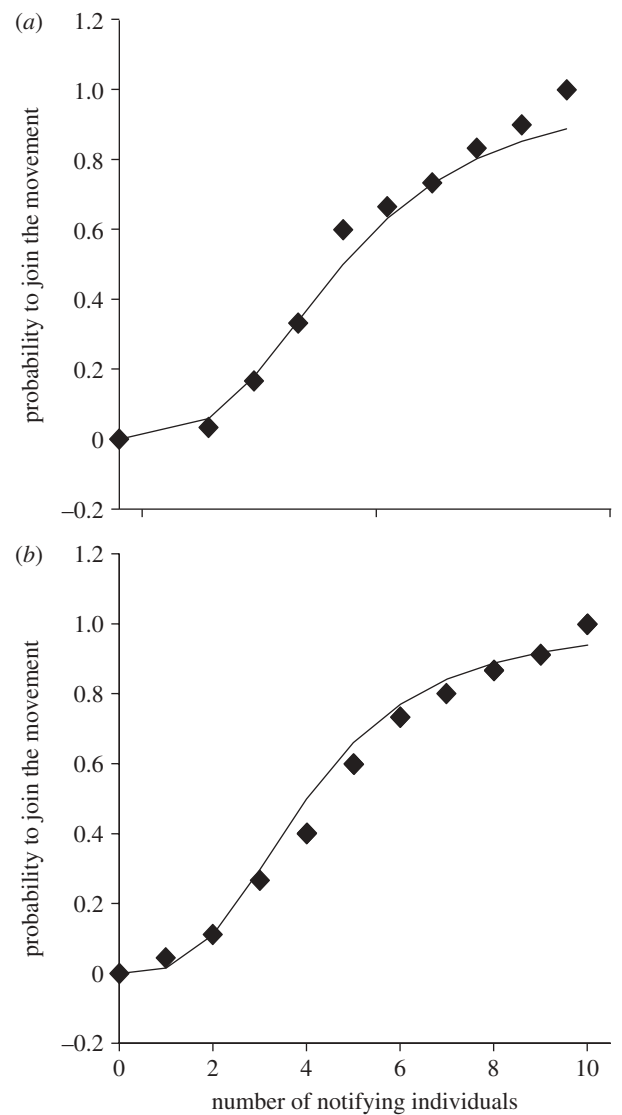 (a)
1.2
1.0
0.8
0.6
0.4
0.2
0
–0.2
probability to join the movement
(b)
1.2
1.0
0.8
0.6
0.4
0.2
0
–0.2
probability to join the movement
0 2 4 6 8 10
number of notifying individuals